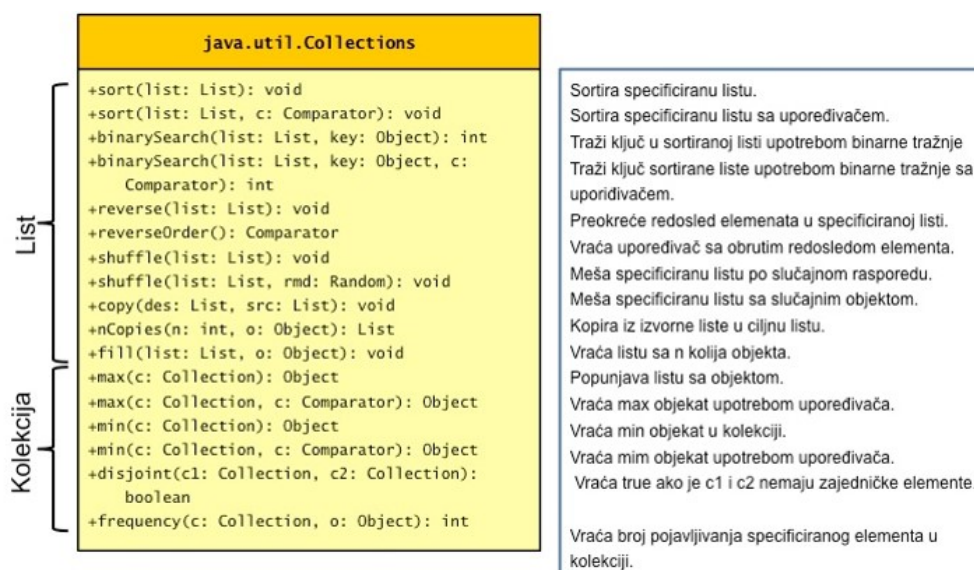 java.util.Collections
List
+sort(list: List): void
+sort(list: List, c: Comparator): void
+binarySearch(list: List, key: Object): int
+binarySearch(list: List, key: Object, c:
Comparator): int
+reverse(list: List): void
+reverseOrder(): Comparator
+shuffle(list: List): void
+shuffle(list: List, rmd: Random): void
+copy(des: List, src: List): void
+nCopies(n: int, o: Object): List
+fill(list: List, o: Object): void
Kolekcija
+max(c: Collection): Object
+max(c: Collection, c: Comparator): Object
+min(c: Collection): Object
+min(c: Collection, c: Comparator): Object
+disjoint(c1: Collection, c2: Collection):
boolean
+frequency(c: Collection, o: Object): int
Sortira specificiranu listu.
Sortira specificiranu listu sa upoređivačem.
Traži ključ u sortiranoj listi upotrebom binarne tražnje
Traži ključ sortirane liste upotrebom binarne tražnje sa
uporiđivačem.
Preokreće redosled elemenata u specificiranoj listi.
Vraća upoređivač sa obrutim redosledom elementa.
Meša specificiranu listu po slučajnom rasporedu.
Meša specificiranu listu sa slučajnim objektom.
Kopira iz izvorne liste u ciljnu listu.
Vraća listu sa n kolija objekta.
Popunjava listu sa objektom.
Vraća max objekat upotrebom upoređivača.
Vraća min objekat u kolekciji.
Vraća mim objekat upotrebom upoređivača.
Vraća true ako je c1 i c2 nemaju zajedničke elemente.
Vraća broj pojavljivanja specificiranog elementa u
kolekciji.